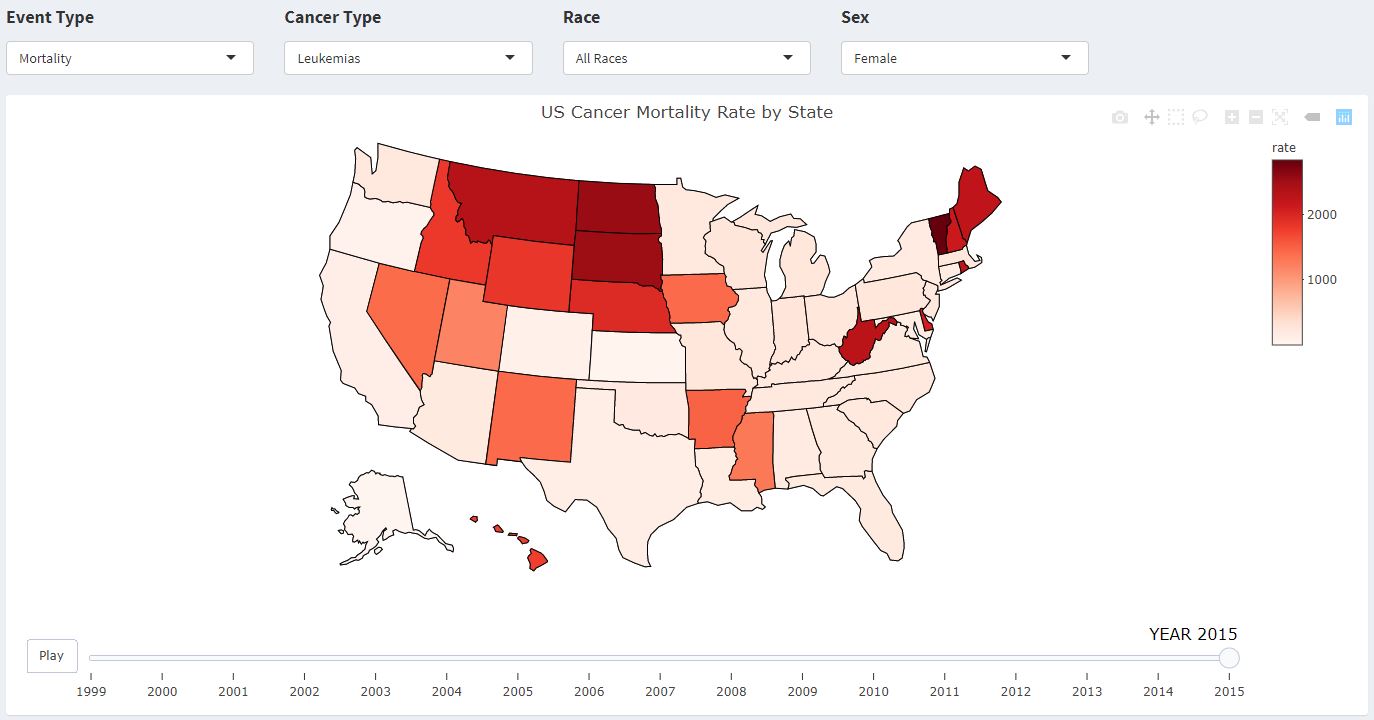 Event Type
Cancer Type
Race
Sex
Mortality
Leukemias
All Races
Female
US Cancer Mortality Rate by State
rate
2000
1000
YEAR 2015
Play
1999 2000 2001 2002 2003 2004 2005 2006 2007 2008 2009 2010 2011 2012 2013 2014 2015